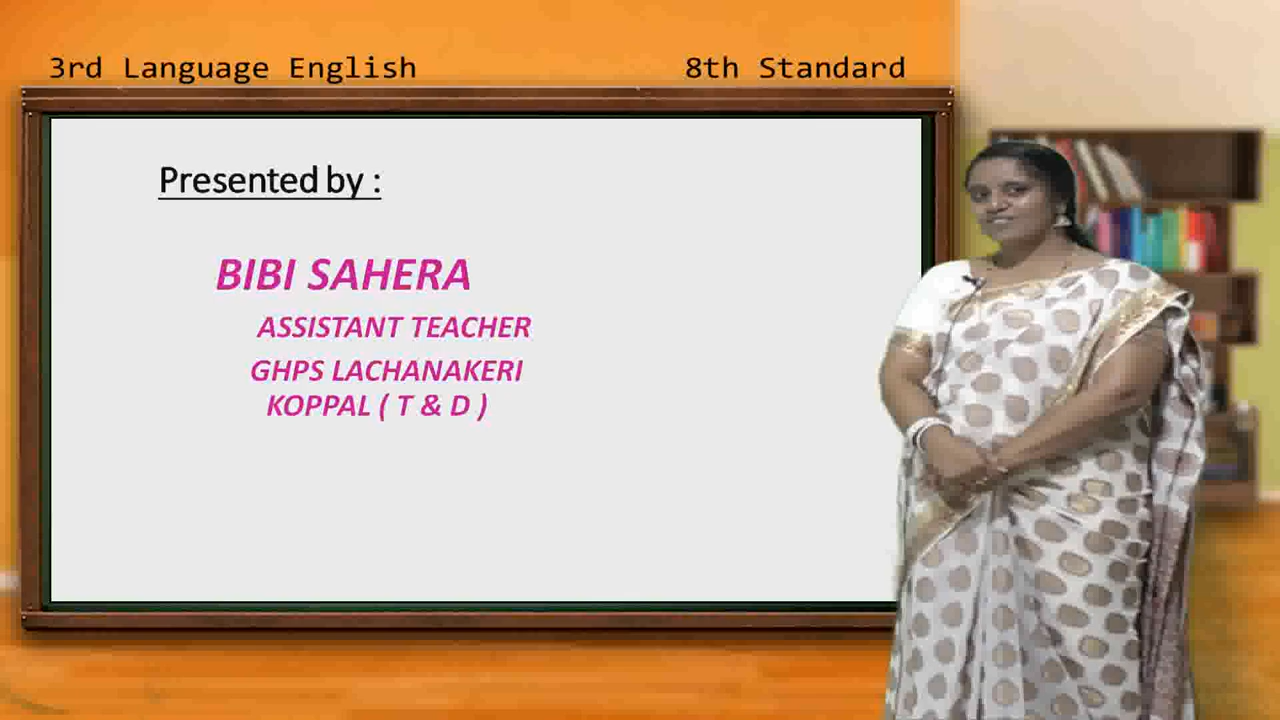 3rd Language English 8th Standard
Presented by :
BIBI SAHERA
ASSISTANT TEACHER
GHPS LACHANAKERI
KOPPAL ( T & D )